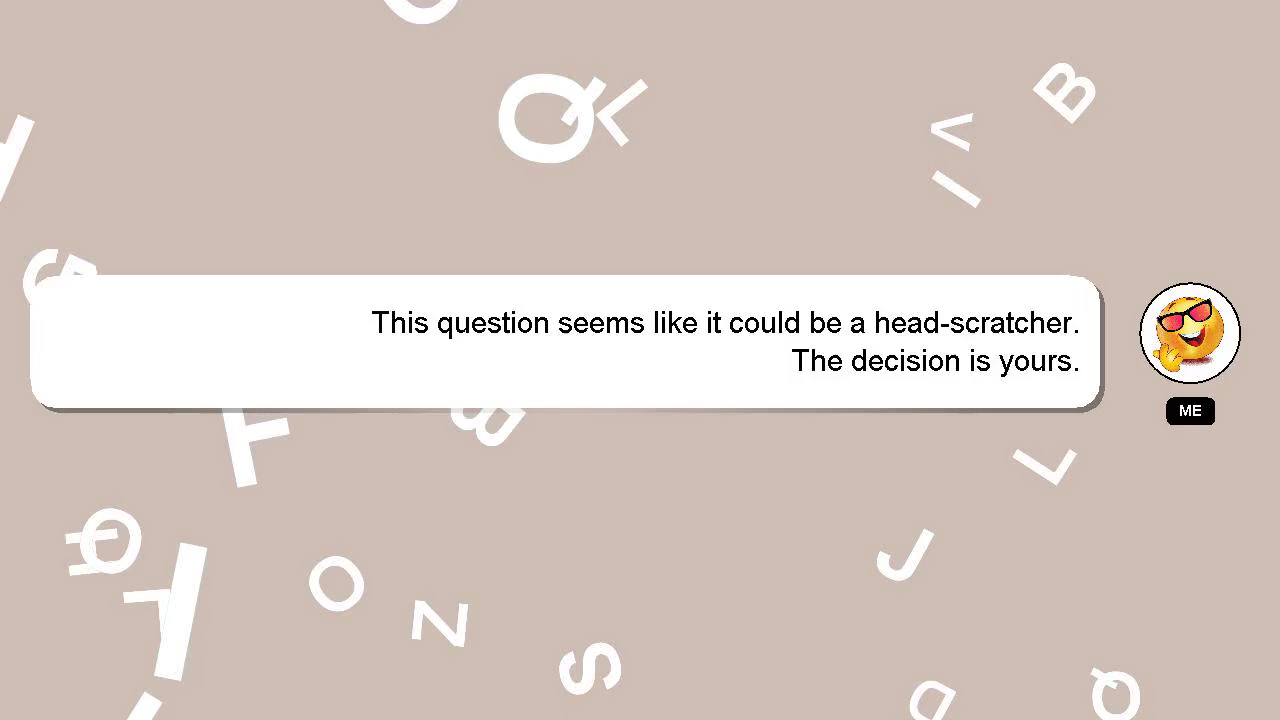 This question seems like it could be a head-scratcher.
The decision is yours.
ME